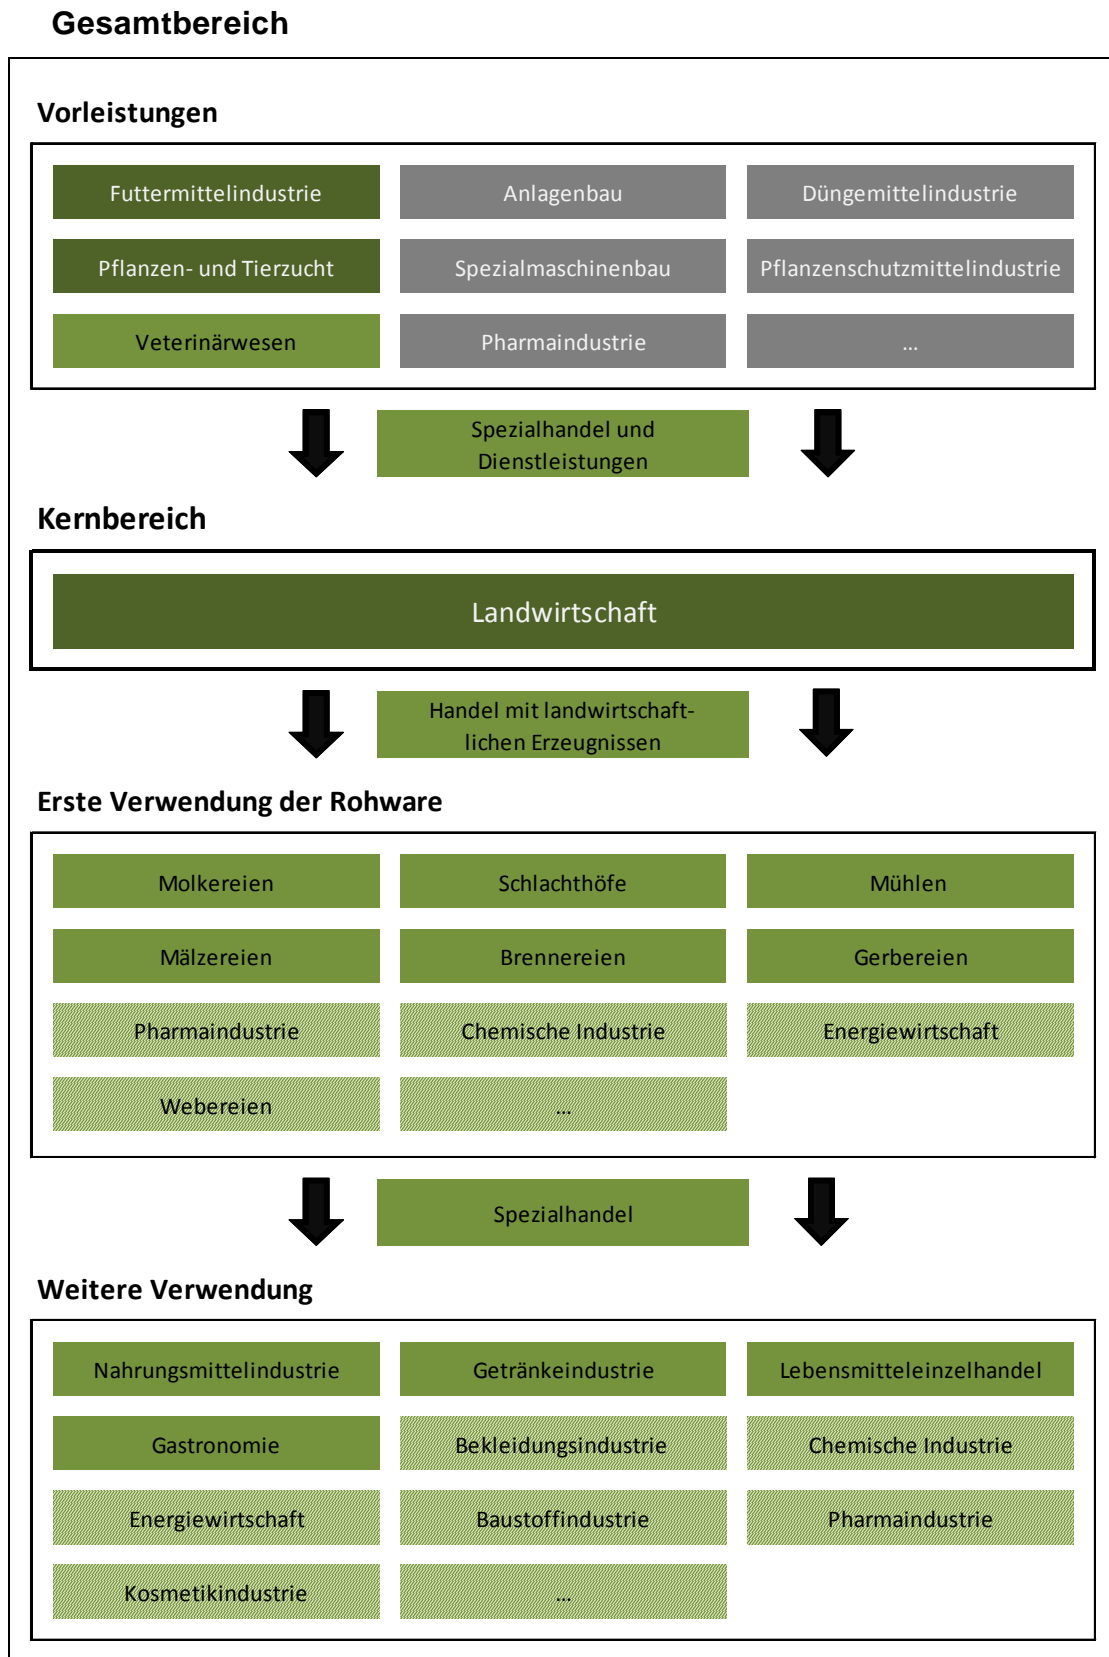 Gesamtbereich
Vorleistungen
Futtermittelindustrie
Anlagenbau
Düngemittelindustrie
Pflanzen- und Tierzucht
Spezialmaschinenbau
Pflanzenschutzmittelindustrie
Veterinärwesen
Pharmaindustrie
...
Spezialhandel und
Dienstleistungen
Kernbereich
Landwirtschaft
Handel mit landwirtschaft-
lichen Erzeugnissen
Erste Verwendung der Rohware
Molkereien
Schlachthöfe
Mühlen
Mälzereien
Brennereien
Gerbereien
Pharmaindustrie
Chemische Industrie
Energiewirtschaft
Webereien
...
Spezialhandel
Weitere Verwendung
Nahrungsmittelindustrie
Getränkeindustrie
Lebensmitteleinzelhandel
Gastronomie
Bekleidungsindustrie
Chemische Industrie
Energiewirtschaft
Baustoffindustrie
Pharmaindustrie
Kosmetikindustrie
...